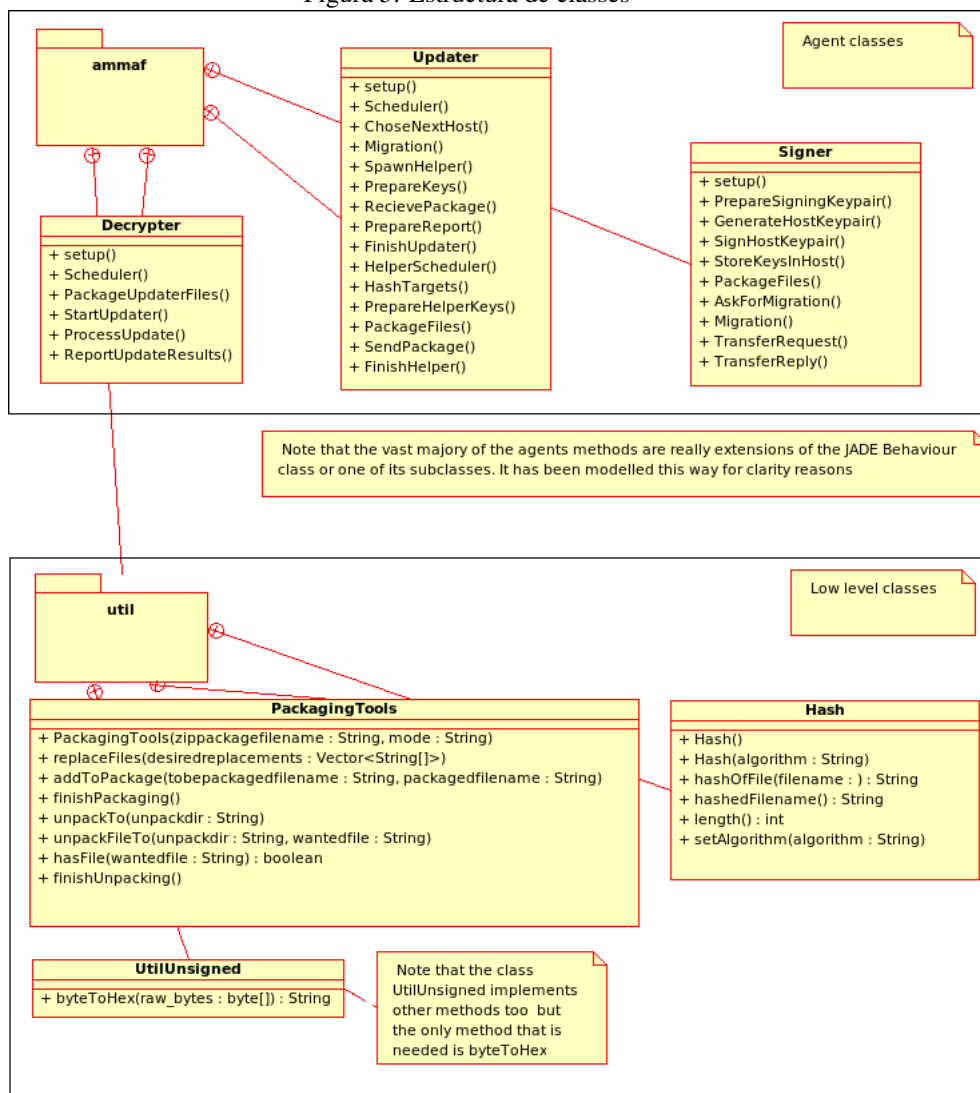 Figura 3: Estructura de classes
ammaf
Updater
+ setup()
+ Scheduler()
+ ChoseNextHost()
+ Migration()
+ SpawnHelper()
+ PrepareKeys()
+ RecievePackage()
+ PrepareReport()
+ FinishUpdater()
+ HelperScheduler()
+ HashTargets()
+ PrepareHelperKeys()
+ PackageFiles()
+ SendPackage()
+ FinishHelper()
Agent classes
Signer
+ setup()
+ PrepareSigningKeypair()
+ GenerateHostKeypair()
+ SignHostKeypair()
+ StoreKeysInHost()
+ PackageFiles()
+ AskForMigration()
+ Migration()
+ TransferRequest()
+ TransferReply()
Decrypter
+ setup()
+ Scheduler()
+ PackageUpdaterFiles()
+ StartUpdater()
+ ProcessUpdate()
+ ReportUpdateResults()
Note that the vast majory of the agents methods are really extensions of the JADE Behaviour
class or one of its subclasses. It has been modelled this way for clarity reasons
util
Low level classes
PackagingTools
+ PackagingTools(zippackagefilename : String, mode : String)
+ replaceFiles(desiredreplacements : Vector<String[]>)
+ addToPackage(tobepackagedfilename : String, packagedfilename : String)
+ finishPackaging()
+ unpackTo(unpackdir : String)
+ unpackFileTo(unpackdir : String, wantedfile : String)
+ hasFile(wantedfile : String) : boolean
+ finishUnpacking()
Hash
+ Hash()
+ Hash(algorithm : String)
+ hashOfFile(filename : ) : String
+ hashedFilename() : String
+ length() : int
+ setAlgorithm(algorithm : String)
UtilUnsigned
+ byteToHex(raw_bytes : byte[]) : String
Note that the class
UtilUnsigned implements
other methods too but
the only method that is
needed is byteToHex